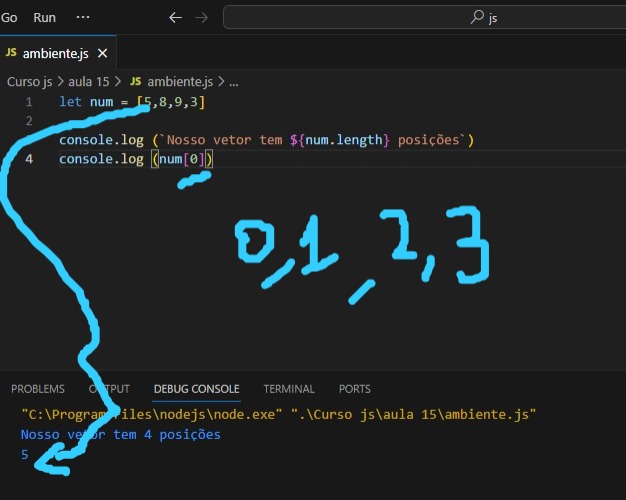 Go Run ···
js
JS ambiente.js
Curso js > aula 15 > JS ambiente.js > ...
1 let num = [5,8,9,3]
2
3 console.log (`Nosso vetor tem ${num.length} posições`)
4 console.log (num[0])
0,1,2,3
PROBLEMS OUTPUT DEBUG CONSOLE TERMINAL PORTS
"C:\Program Files\nodejs\node.exe" ".\Curso js\aula 15\ambiente.js"
Nosso vetor tem 4 posições
5